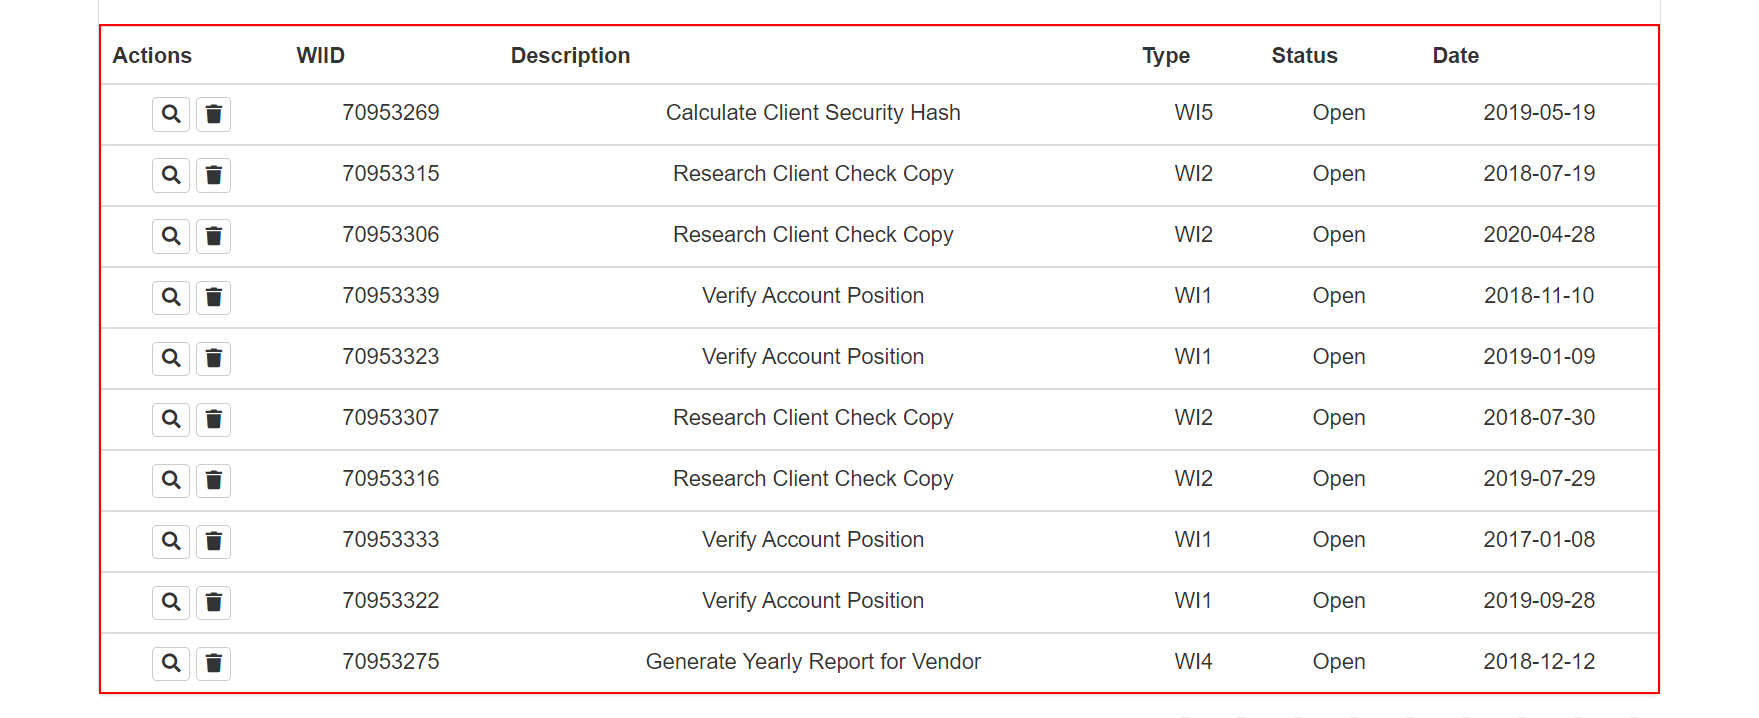 Actions WIID Description Type Status Date
70953269 Calculate Client Security Hash WI5 Open 2019-05-19
70953315 Research Client Check Copy WI2 Open 2018-07-19
70953306 Research Client Check Copy WI2 Open 2020-04-28
70953339 Verify Account Position WI1 Open 2018-11-10
70953323 Verify Account Position WI1 Open 2019-01-09
70953307 Research Client Check Copy WI2 Open 2018-07-30
70953316 Research Client Check Copy WI2 Open 2019-07-29
70953333 Verify Account Position WI1 Open 2017-01-08
70953322 Verify Account Position WI1 Open 2019-09-28
70953275 Generate Yearly Report for Vendor WI4 Open 2018-12-12